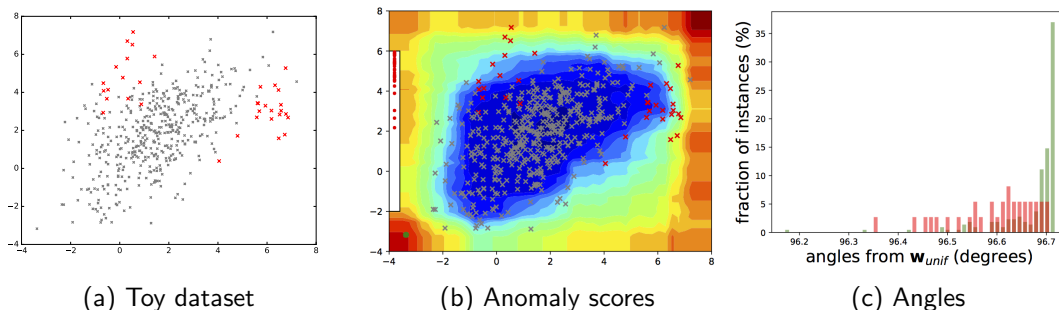 8
6
4
2
0
−2
−4
−4 −2 0 2 4 6 8
(a) Toy dataset
8
6
4
2
0
−2
−4
−4 −2 0 2 4 6 8
(b) Anomaly scores
fraction of instances (%)
35
30
25
20
15
10
5
0
96.2 96.3 96.4 96.5 96.6 96.7
angles from w_unif (degrees)
(c) Angles